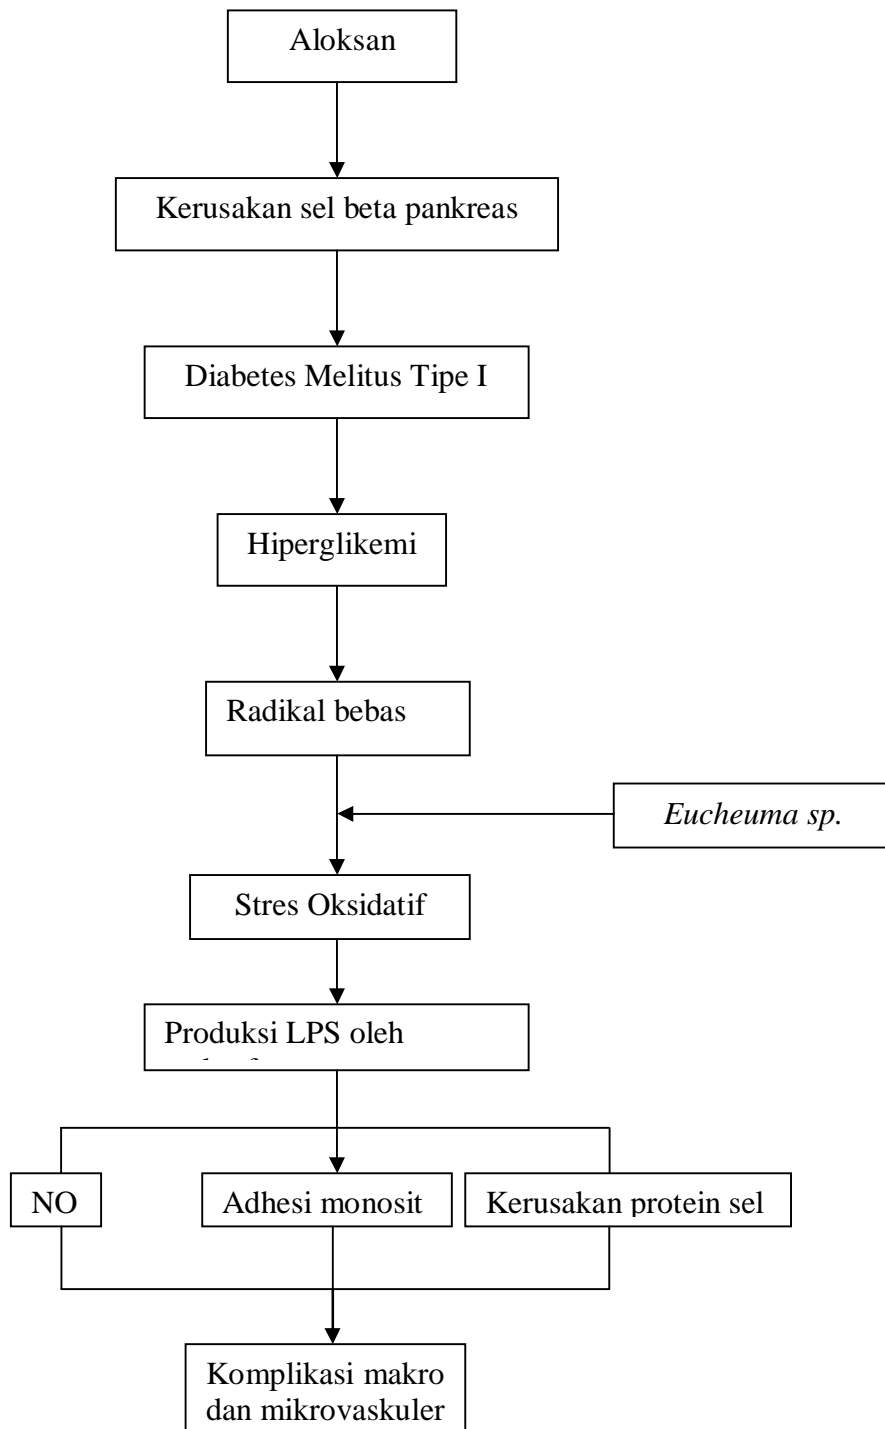 Aloksan
Kerusakan sel beta pankreas
Diabetes Melitus Tipe I
Hiperglikemi
Radikal bebas
Eucheuma sp.
Stres Oksidatif
Produksi LPS oleh
NO
Adhesi monosit
Kerusakan protein sel
Komplikasi makro
dan mikrovaskuler